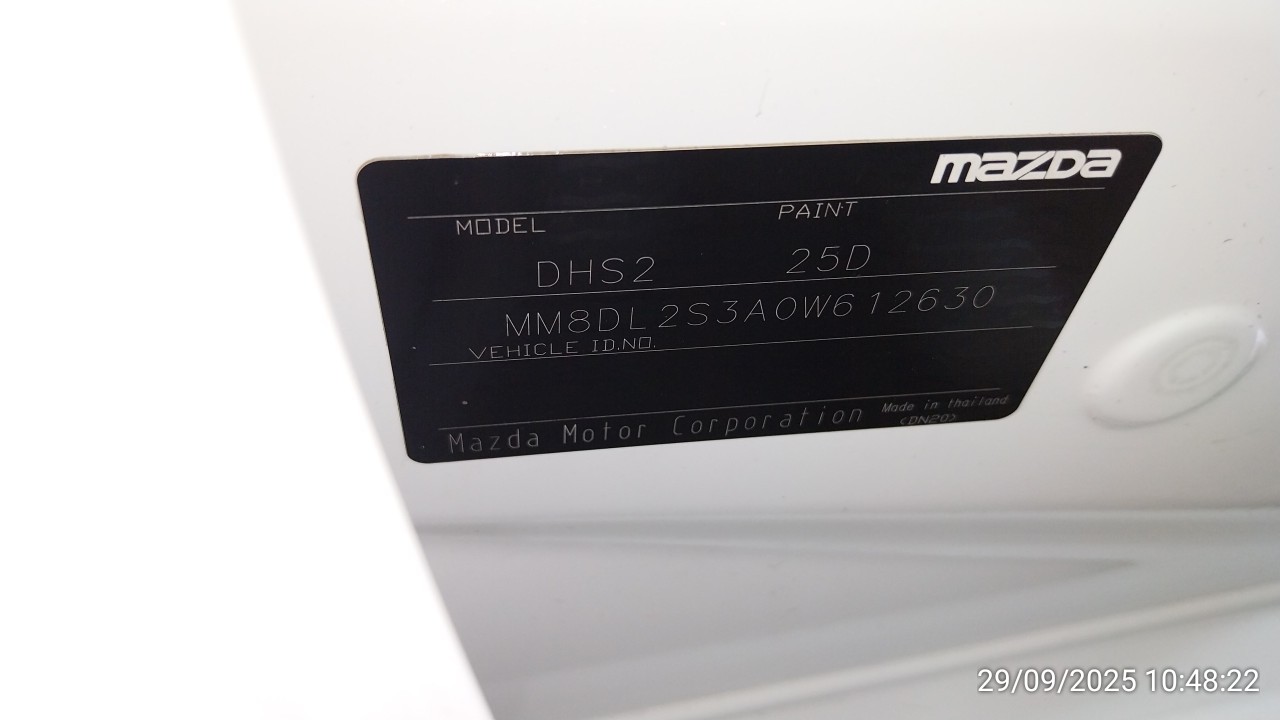 mazda
MODEL PAINT
DHS2 25D
MM8DL2S3A0W612630
VEHICLE ID.NO.
Mazda Motor Corporation Made in thailand
<DN20>
29/09/2025 10:48:22